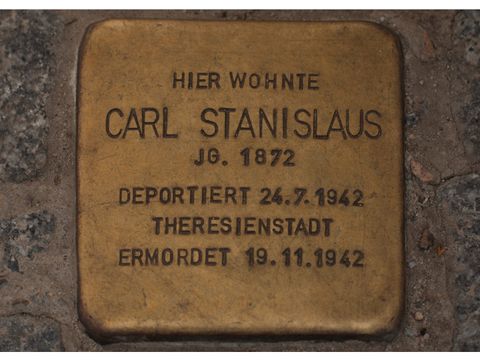 HIER WOHNTE
CARL STANISLAUS
JG. 1872
DEPORTIERT 24.7.1942
THERESIENSTADT
ERMORDET 19.11.1942